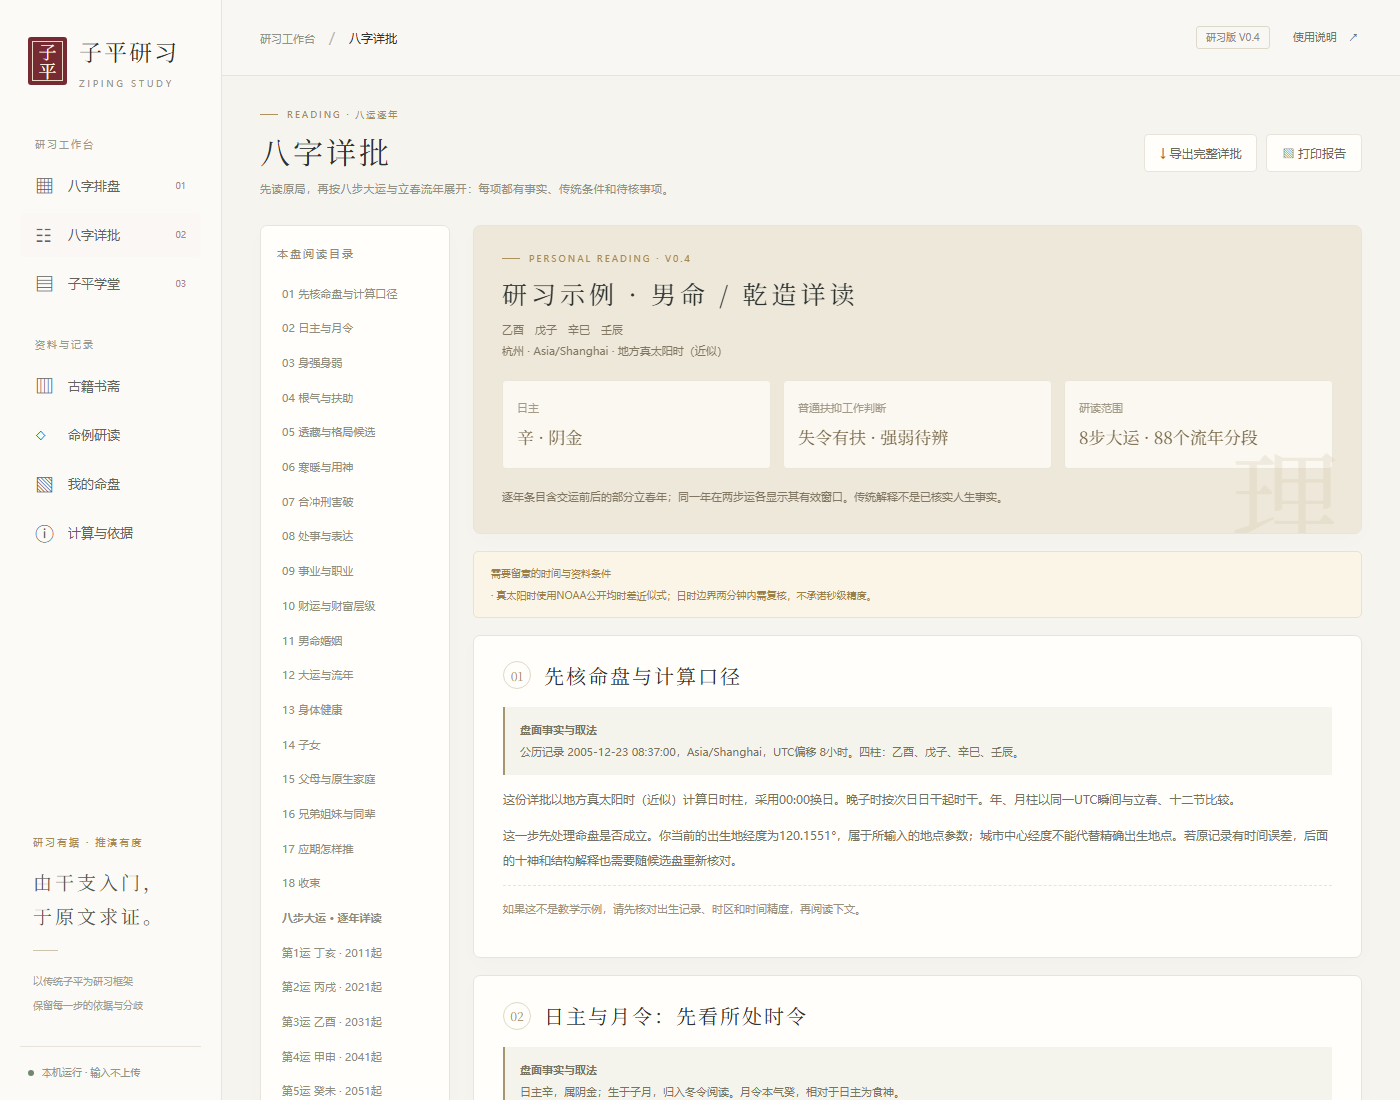 子平
子平研习
ZIPING STUDY
研习工作台
八字排盘 01
八字详批 02
子平学堂 03
资料与记录
古籍书斋
命例研读
我的命盘
计算与依据
研习有据 · 推演有度
由干支入门，
于原文求证。
以传统子平为研习框架
保留每一步的依据与分歧
本机运行 · 输入不上传
研习工作台 / 八字详批
研习版 V0.4
使用说明 ↗
READING · 八运逐年
八字详批
先读原局，再按八步大运与立春流年展开：每项都有事实、传统条件和待核事项。
↓导出完整详批
打印报告
本盘阅读目录
01 先核命盘与计算口径
02 日主与月令
03 身强身弱
04 根气与扶助
05 透藏与格局候选
06 寒暖与用神
07 合冲刑害破
08 处事与表达
09 事业与职业
10 财运与财富层级
11 男命婚姻
12 大运与流年
13 身体健康
14 子女
15 父母与原生家庭
16 兄弟姐妹与同辈
17 应期怎样推
18 收束
八步大运 • 逐年详读
第1运 丁亥 · 2011起
第2运 丙戌 · 2021起
第3运 乙酉 · 2031起
第4运 甲申 · 2041起
第5运 癸未 · 2051起
PERSONAL READING · V0.4
研习示例 · 男命 / 乾造详读
乙酉 戊子 辛巳 壬辰
杭州 · Asia/Shanghai · 地方真太阳时（近似）
日主
辛 · 阴金
普通扶抑工作判断
失令有扶 · 强弱待辨
研读范围
8步大运 · 88个流年分段
理
逐年条目含交运前后的部分立春年；同一年在两步运各显示其有效窗口。传统解释不是已核实人生事实。
需要留意的时间与资料条件
· 真太阳时使用NOAA公开均时差近似式；日时边界两分钟内需复核，不承诺秒级精度。
01 先核命盘与计算口径
盘面事实与取法
公历记录 2005-12-23 08:37:00，Asia/Shanghai，UTC偏移 8小时。四柱：乙酉、戊子、辛巳、壬辰。
这份详批以地方真太阳时（近似）计算日时柱，采用00:00换日。晚子时按次日日干起时干。年、月柱以同一UTC瞬间与立春、十二节比较。
这一步先处理命盘是否成立。你当前的出生地经度为120.1551°，属于所输入的地点参数；城市中心经度不能代替精确出生地点。若原记录有时间误差，后面
的十神和结构解释也需要随候选盘重新核对。
如果这不是教学示例，请先核对出生记录、时区和时间精度，再阅读下文。
02 日主与月令：先看所处时令
盘面事实与取法
日主辛，属阴金；生于子月，归入冬令阅读。月令本气癸，相对于日主为食神。